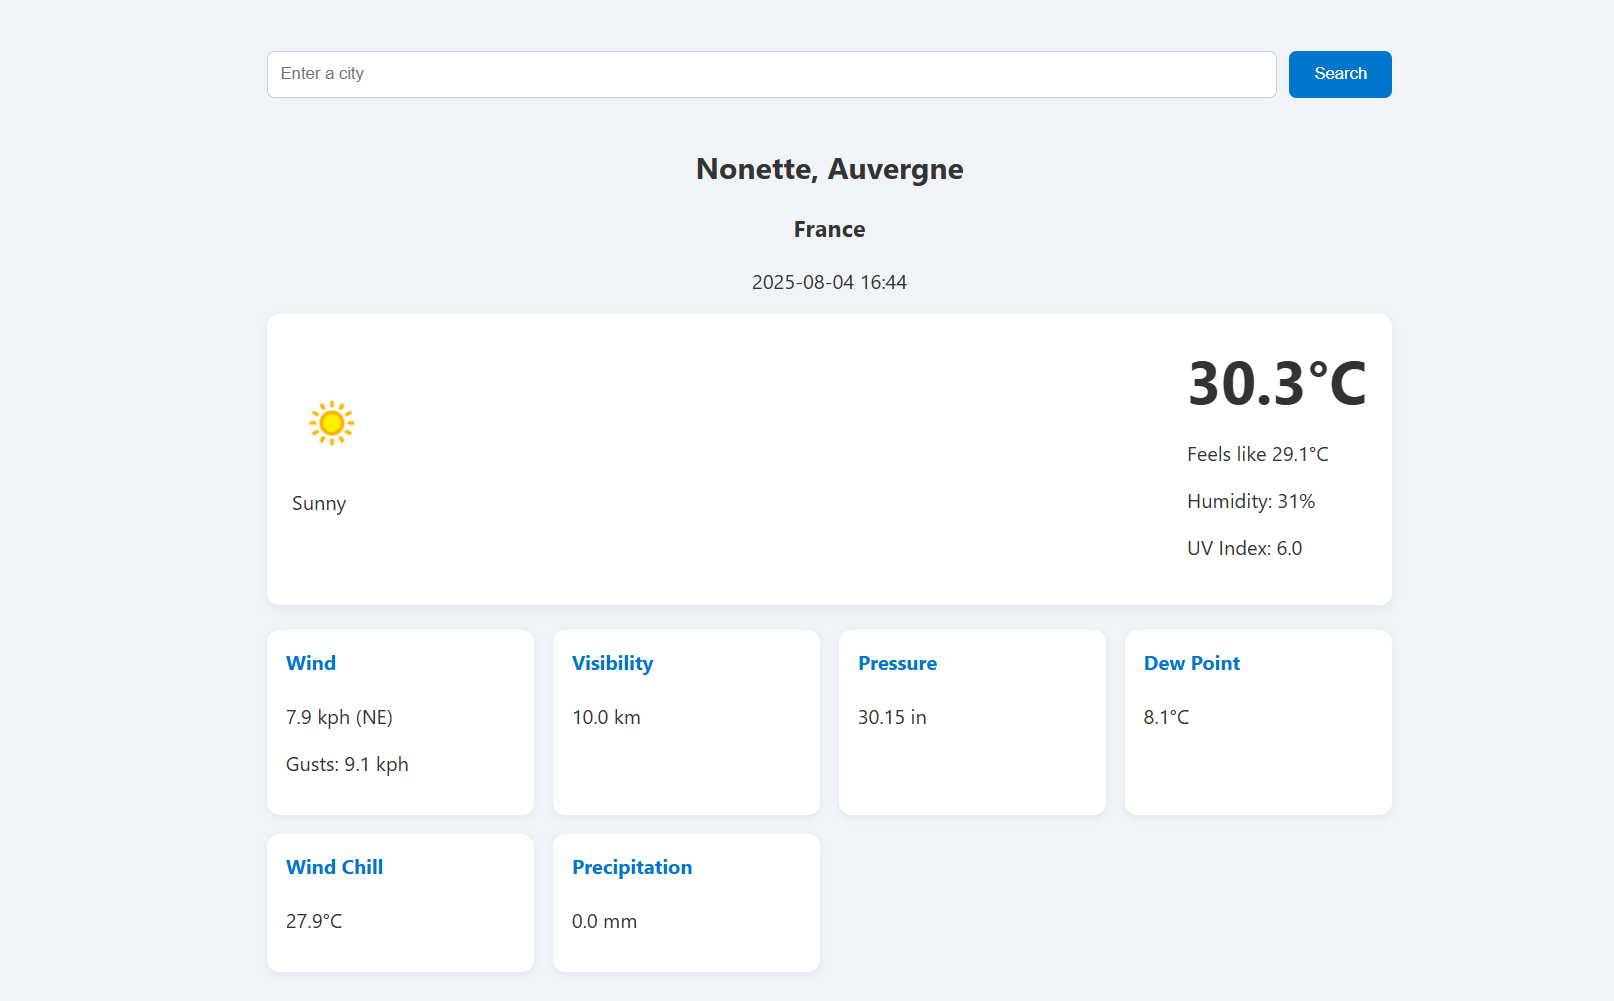 Enter a city
Search
Nonette, Auvergne
France
2025-08-04 16:44
Sunny
30.3°C
Feels like 29.1°C
Humidity: 31%
UV Index: 6.0
Wind
7.9 kph (NE)
Gusts: 9.1 kph
Visibility
10.0 km
Pressure
30.15 in
Dew Point
8.1°C
Wind Chill
27.9°C
Precipitation
0.0 mm